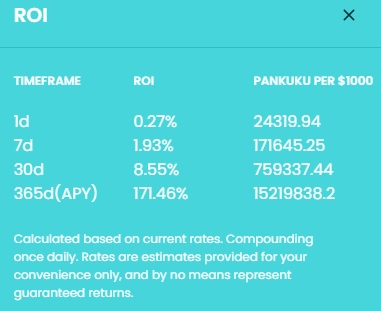 ROI
TIMEFRAME ROI PANKUKU PER $1000
1d 0.27% 24319.94
7d 1.93% 171645.25
30d 8.55% 759337.44
365d(APY) 171.46% 15219838.2
Calculated based on current rates. Compounding
once daily. Rates are estimates provided for your
convenience only, and by no means represent
guaranteed returns.